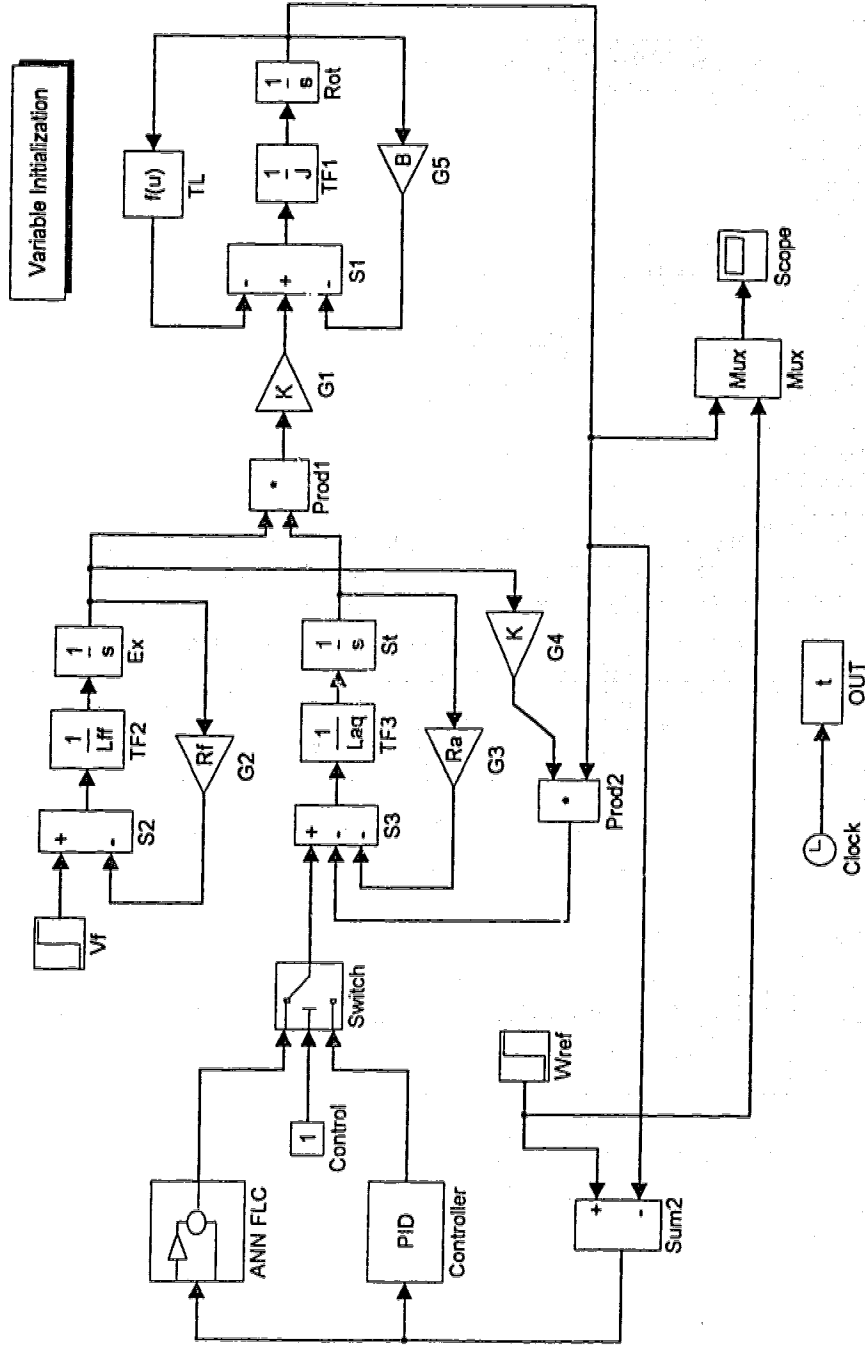 Variable Initialization
f(u)
TL
1
s
Rot
1
J
TF1
B
G5
-
+
-
S1
K
G1
*
Prod1
1
s
Ex
1
Lff
TF2
Rf
G2
+
-
S2
Vf
1
s
St
1
Laq
TF3
Ra
G3
+
-
-
S3
K
G4
*
Prod2
Switch
1
Control
ANN FLC
PID
Controller
Wref
+
-
Sum2
Mux
Mux
Scope
Clock
t
OUT